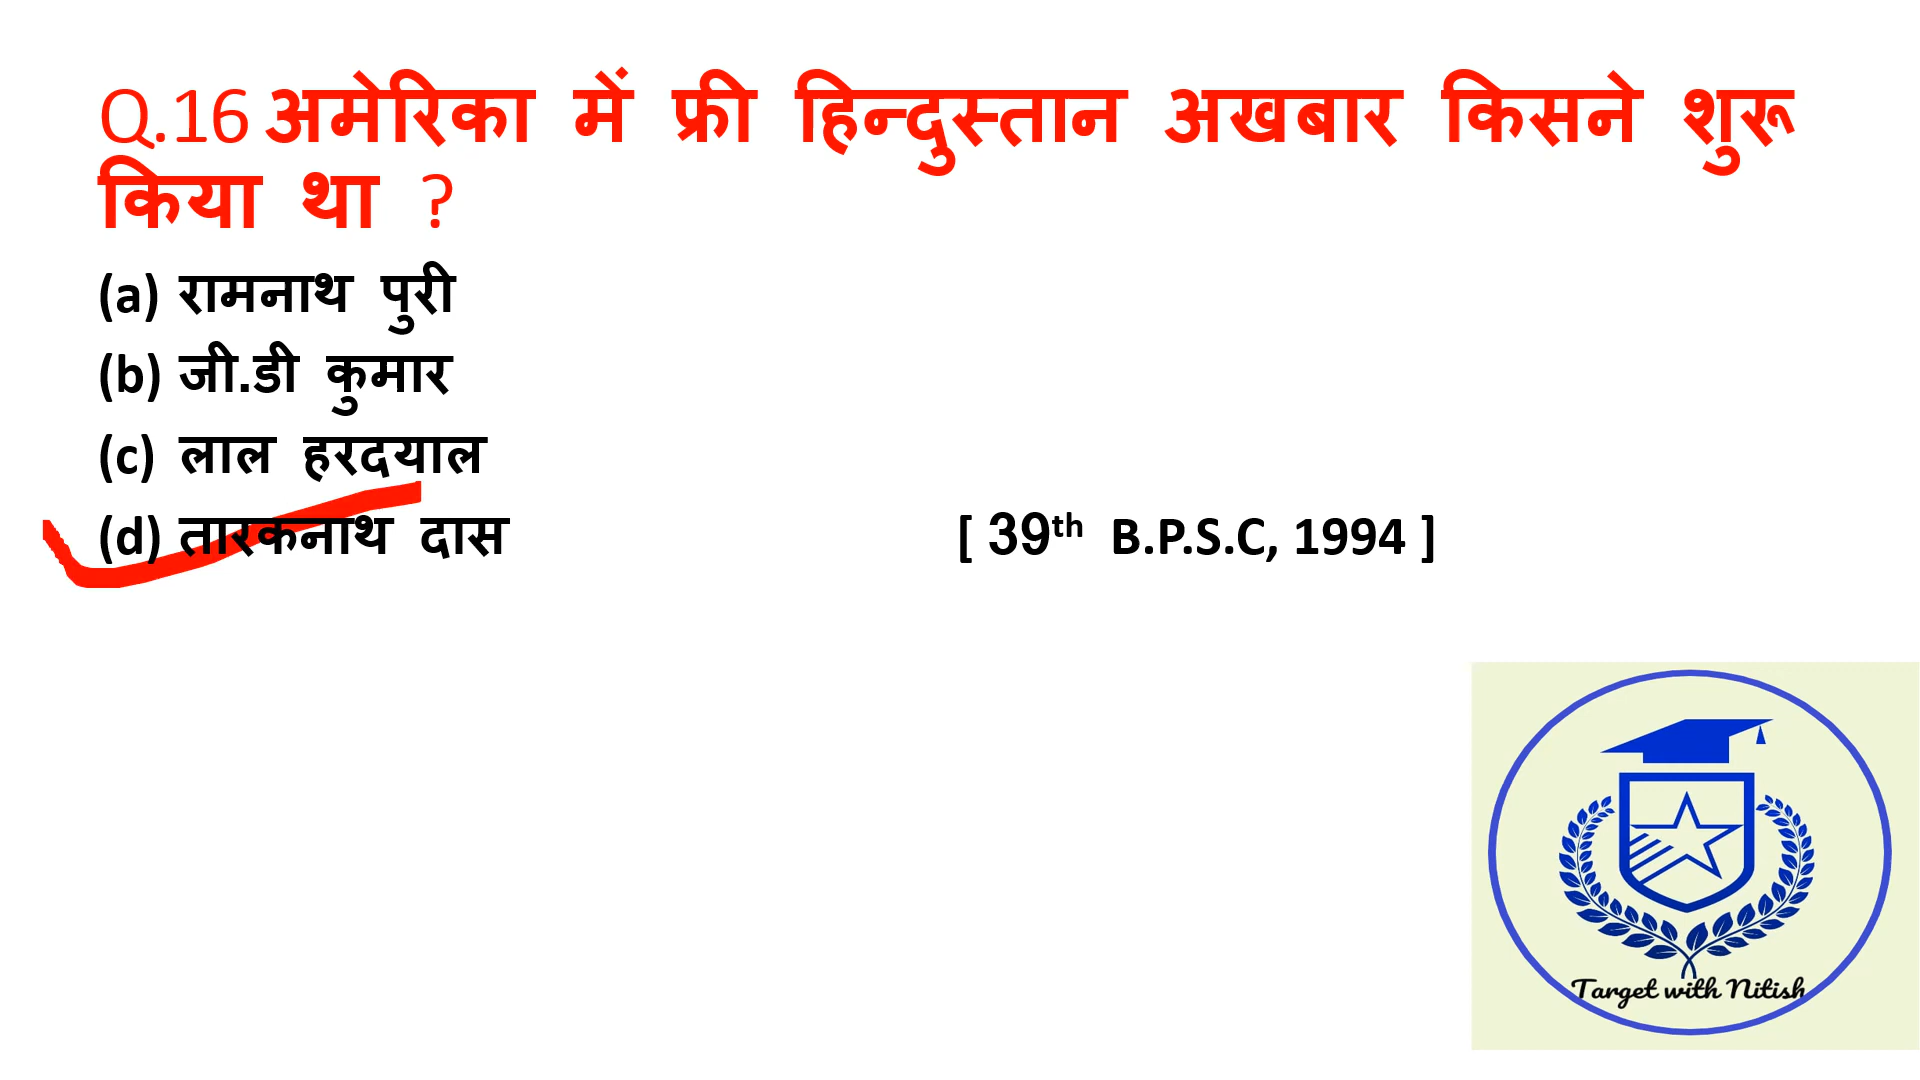 Q.16 अमेरिका में फ्री हिन्दुस्तान अखबार किसने शुरू
किया था ?
(a) रामनाथ पुरी
(b) जी.डी कुमार
(c) लाल हरदयाल
(d) तारकनाथ दास [ 39th B.P.S.C, 1994 ]
Target with Nitish